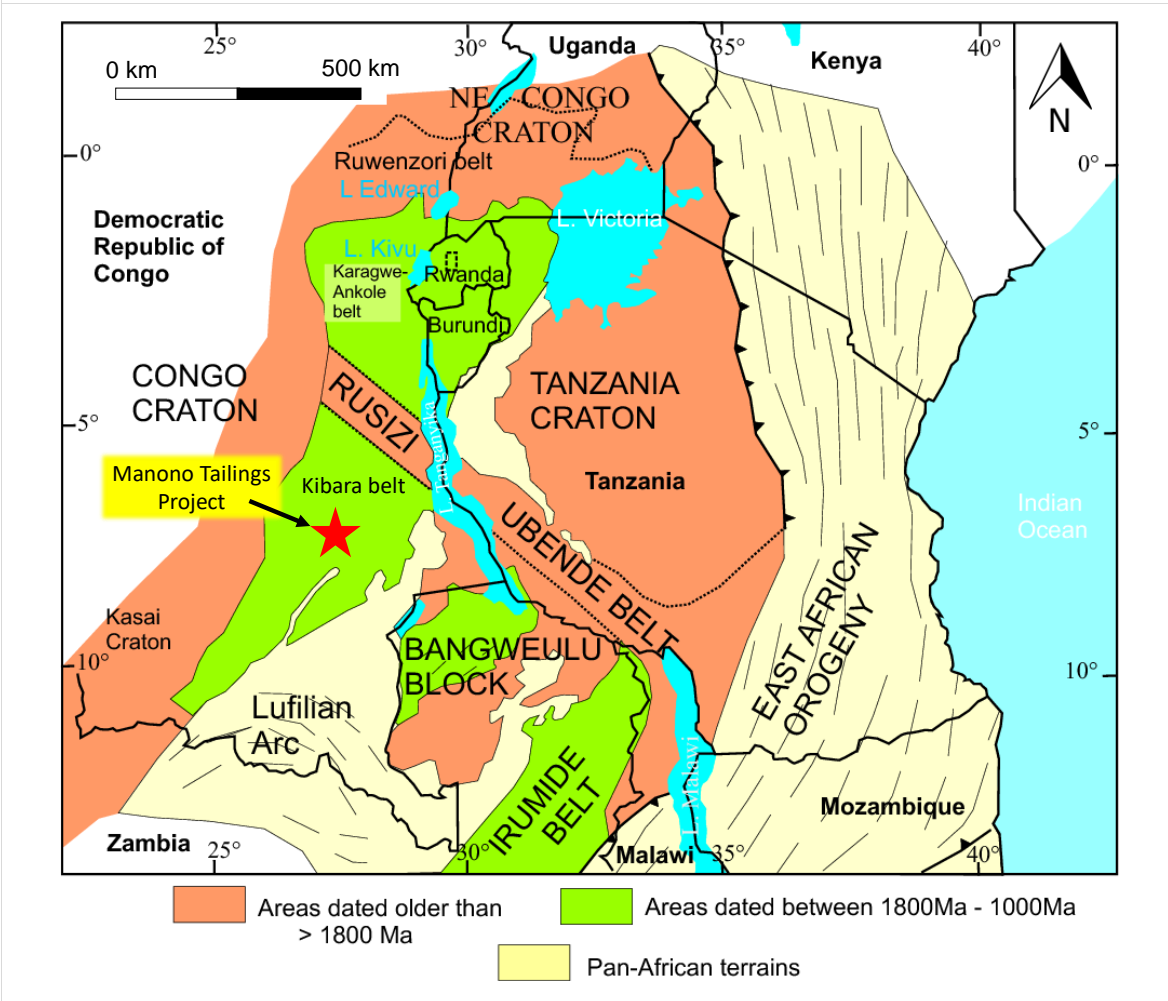 25°
30°
35°
40°
Uganda
Kenya
0 km
500 km
N
NE CONGO
CRATON
0°
0°
Ruwenzori belt
L Edward
Democratic
Republic of
Congo
L. Victoria
L. Kivu
Karagwe-
Ankole
belt
Rwanda
Burundi
CONGO
CRATON
RUSIZI
TANZANIA
CRATON
L. Tanganyika
5°
5°
Manono Tailings
Project
Kibara belt
Tanzania
Indian
Ocean
UBENDE BELT
EAST AFRICAN
OROGENY
Kasai
Craton
BANGWEULU
BLOCK
10°
10°
Lufilian
Arc
IRUMIDE
BELT
L. Malawi
Mozambique
Zambia
Malawi
25°
30°
35°
40°
Areas dated older than
> 1800 Ma
Areas dated between 1800Ma - 1000Ma
Pan-African terrains